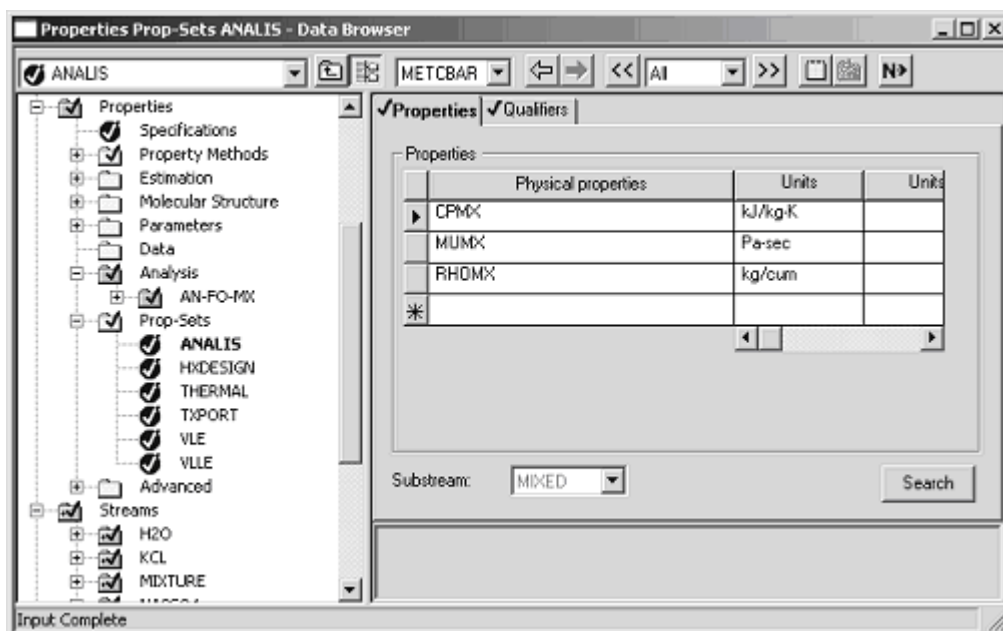 Properties Prop-Sets ANALIS - Data Browser
ANALIS
METCBAR
<<
All
>>
N>
Properties
Specifications
Property Methods
Estimation
Molecular Structure
Parameters
Data
Analysis
AN-FO-MX
Prop-Sets
ANALIS
HXDESIGN
THERMAL
TXPORT
VLE
VLLE
Advanced
Streams
H2O
KCL
MIXTURE
Properties
Qualifiers
Properties
Physical properties Units Units
CPMX kJ/kg-K
MUMX Pa-sec
RHOMX kg/cum
Substream: MIXED
Search
Input Complete